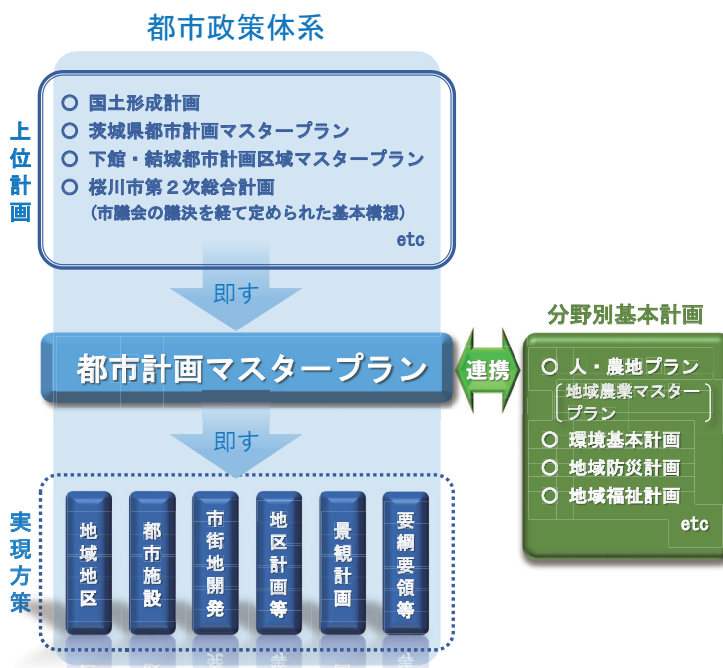 都市政策体系
上位計画
○ 国土形成計画
○ 茨城県都市計画マスタープラン
○ 下館・結城都市計画区域マスタープラン
○ 桜川市第２次総合計画
(市議会の議決を経て定められた基本構想)
etc
即す
都市計画マスタープラン
連携
分野別基本計画
○ 人・農地プラン
〔地域農業マスター
プラン〕
○ 環境基本計画
○ 地域防災計画
○ 地域福祉計画
etc
即す
実現方策
地域地区
都市施設
市街地開発
地区計画等
景観計画
要綱要領等